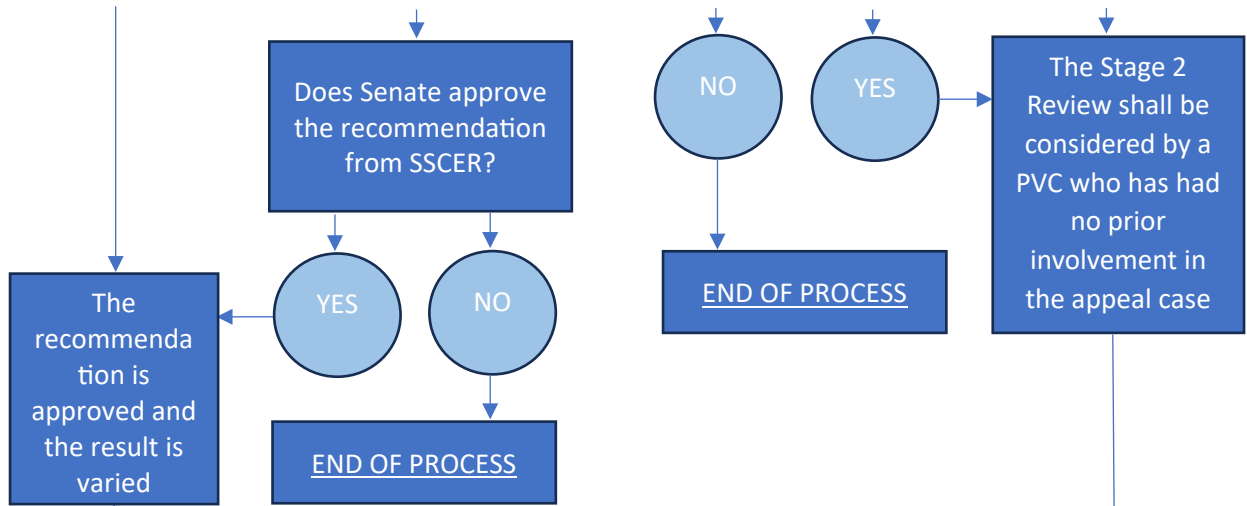 Does Senate approve
the recommendation
from SSCER?
YES
NO
The
recommenda
tion is
approved and
the result is
varied
END OF PROCESS
NO
YES
END OF PROCESS
The Stage 2
Review shall be
considered by a
PVC who has had
no prior
involvement in
the appeal case